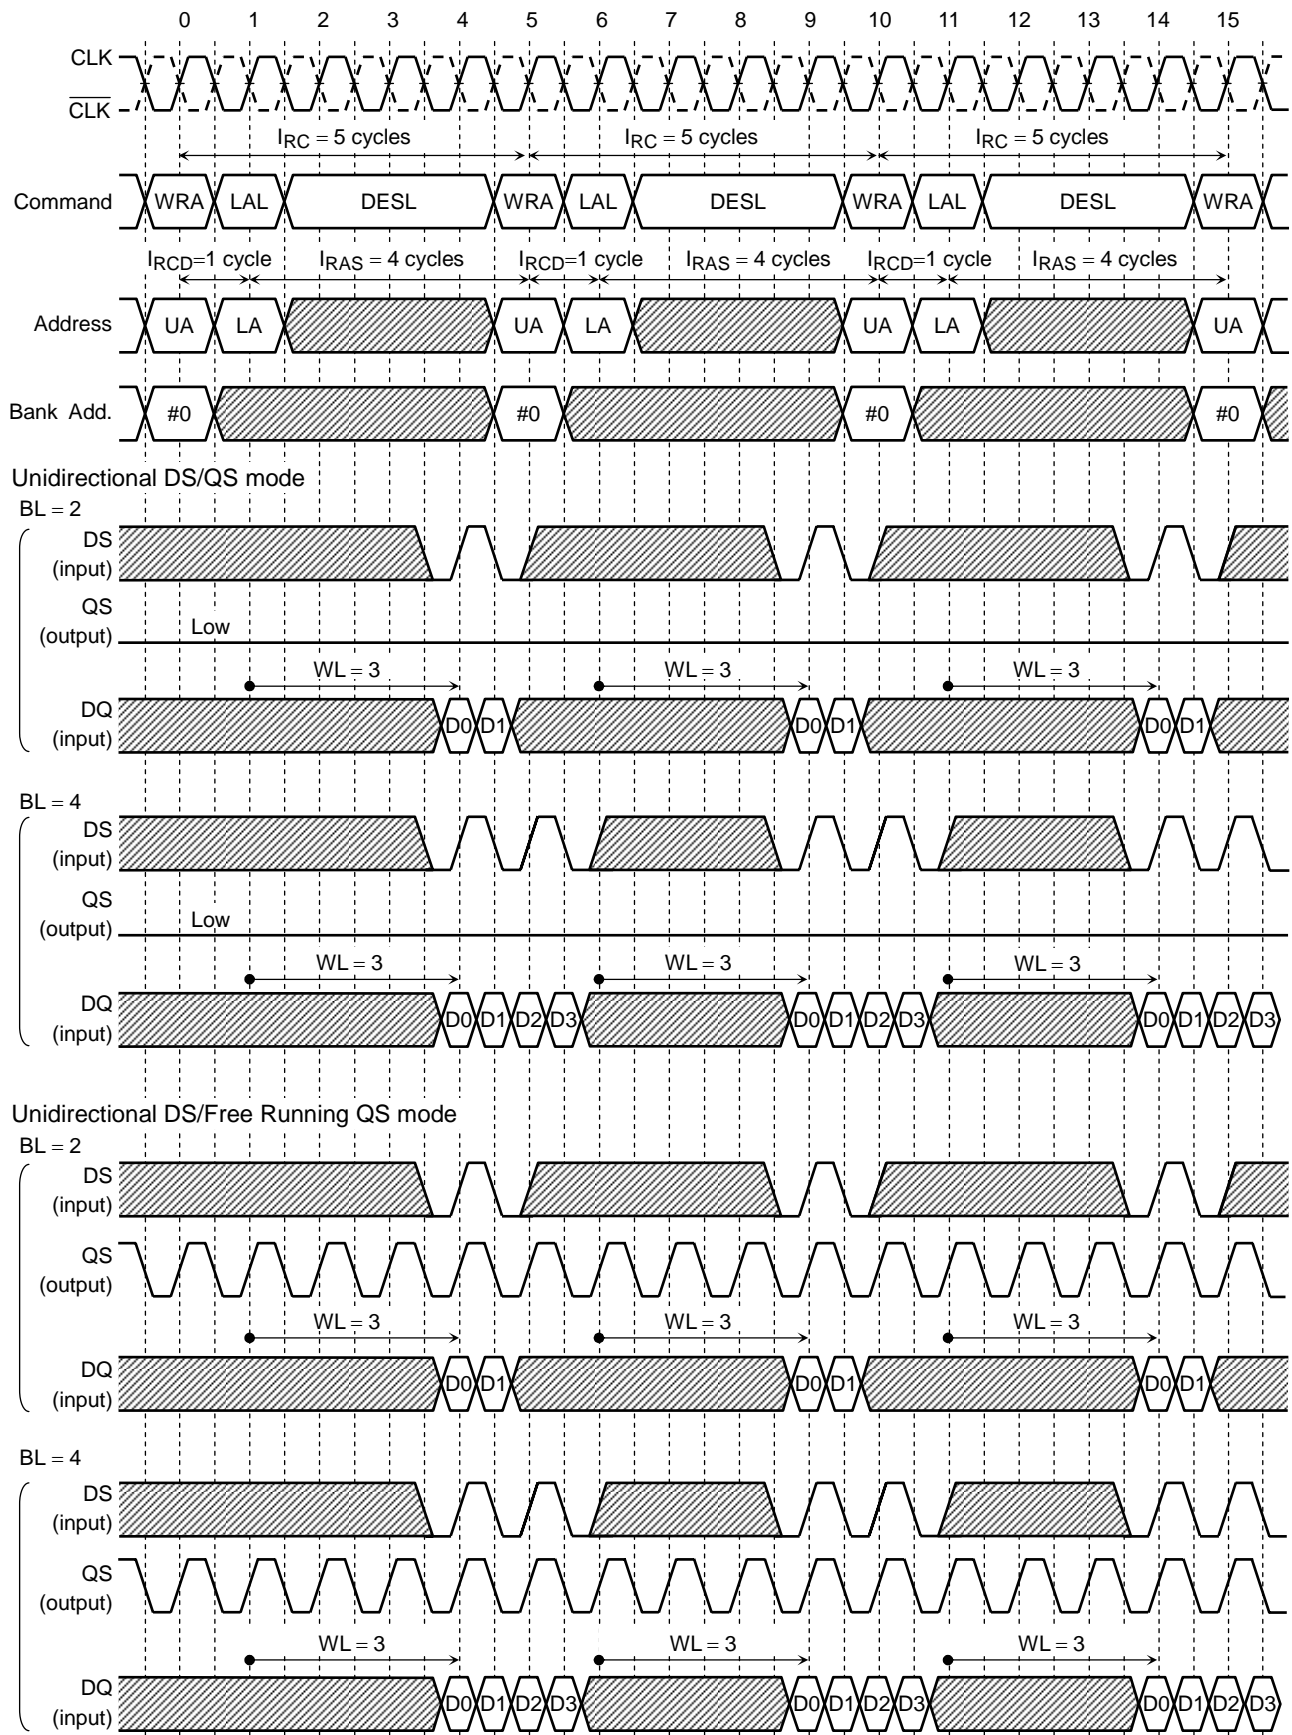 0 1 2 3 4 5 6 7 8 9 10 11 12 13 14 15
CLK
CLK
IRC = 5 cycles IRC = 5 cycles IRC = 5 cycles
Command WRA LAL DESL WRA LAL DESL WRA LAL DESL WRA
IRCD=1 cycle IRAS = 4 cycles IRCD=1 cycle IRAS = 4 cycles IRCD=1 cycle IRAS = 4 cycles
Address UA LA UA LA UA LA UA
Bank Add. #0 #0 #0 #0
Unidirectional DS/QS mode
BL = 2
DS
(input)
QS
(output) Low
WL = 3 WL = 3 WL = 3
DQ
(input) D0 D1 D0 D1 D0 D1
BL = 4
DS
(input)
QS
(output) Low
WL = 3 WL = 3 WL = 3
DQ
(input) D0 D1 D2 D3 D0 D1 D2 D3 D0 D1 D2 D3
Unidirectional DS/Free Running QS mode
BL = 2
DS
(input)
QS
(output)
WL = 3 WL = 3 WL = 3
DQ
(input) D0 D1 D0 D1 D0 D1
BL = 4
DS
(input)
QS
(output)
WL = 3 WL = 3 WL = 3
DQ
(input) D0 D1 D2 D3 D0 D1 D2 D3 D0 D1 D2 D3